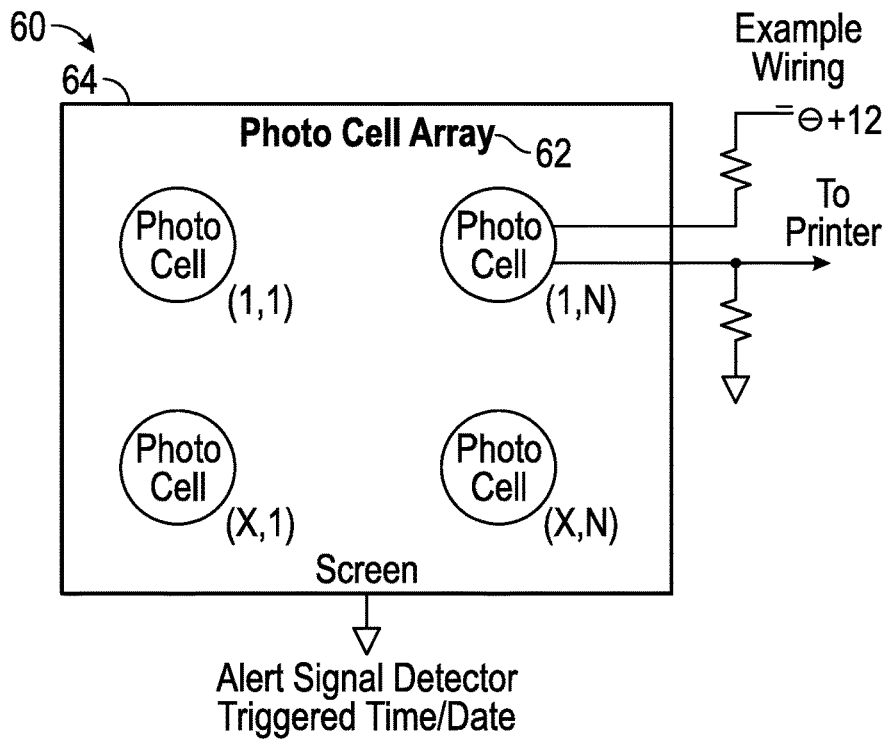 60
64
Example
Wiring
Photo Cell Array
62
+12
To
Printer
Photo
Cell
(1,1)
Photo
Cell
(1,N)
Photo
Cell
(X,1)
Photo
Cell
(X,N)
Screen
Alert Signal Detector
Triggered Time/Date